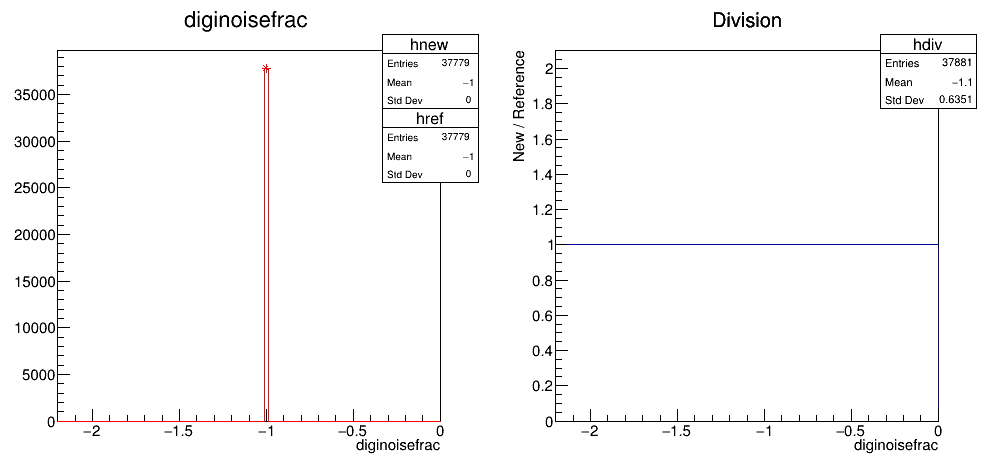 diginoisefrac
hnew
Entries 37779
Mean −1
Std Dev 0
href
Entries 37779
Mean −1
Std Dev 0
35000
30000
25000
20000
15000
10000
5000
0
−2 −1.5 −1 −0.5 0
diginoisefrac
Division
hdiv
Entries 37881
Mean −1.1
Std Dev 0.6351
New / Reference
2
1.8
1.6
1.4
1.2
1
0.8
0.6
0.4
0.2
0
−2 −1.5 −1 −0.5 0
diginoisefrac